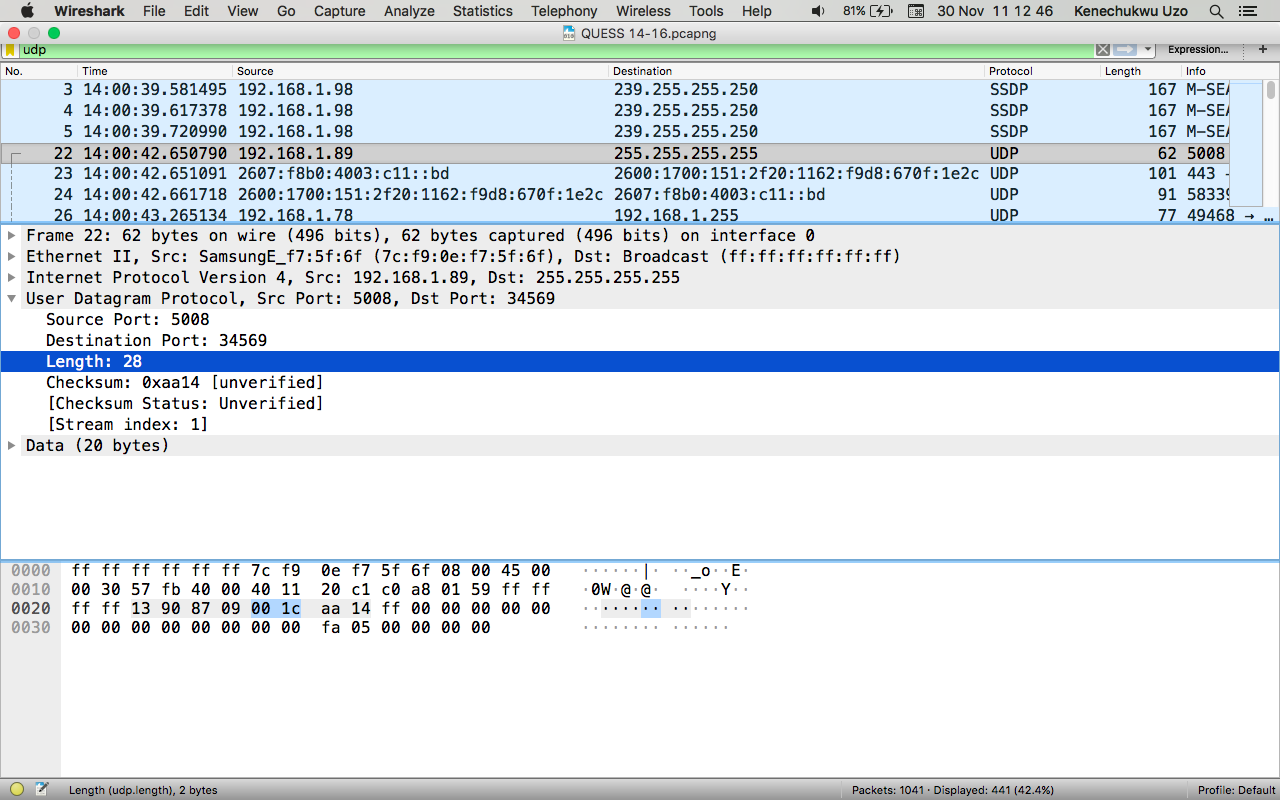 Wireshark File Edit View Go Capture Analyze Statistics Telephony Wireless Tools Help 81% 30 Nov 11 12 46 Kenechukwu Uzo
QUESS 14-16.pcapng
udp Expression... +
No. Time Source Destination Protocol Length Info
3 14:00:39.581495 192.168.1.98 239.255.255.250 SSDP 167 M-SEA
4 14:00:39.617378 192.168.1.98 239.255.255.250 SSDP 167 M-SEA
5 14:00:39.720990 192.168.1.98 239.255.255.250 SSDP 167 M-SEA
22 14:00:42.650790 192.168.1.89 255.255.255.255 UDP 62 5008
23 14:00:42.651091 2607:f8b0:4003:c11::bd 2600:1700:151:2f20:1162:f9d8:670f:1e2c UDP 101 443
24 14:00:42.661718 2600:1700:151:2f20:1162:f9d8:670f:1e2c 2607:f8b0:4003:c11::bd UDP 91 58339
26 14:00:43.265134 192.168.1.78 192.168.1.255 UDP 77 49468 → …
Frame 22: 62 bytes on wire (496 bits), 62 bytes captured (496 bits) on interface 0
Ethernet II, Src: SamsungE_f7:5f:6f (7c:f9:0e:f7:5f:6f), Dst: Broadcast (ff:ff:ff:ff:ff:ff)
Internet Protocol Version 4, Src: 192.168.1.89, Dst: 255.255.255.255
User Datagram Protocol, Src Port: 5008, Dst Port: 34569
Source Port: 5008
Destination Port: 34569
Length: 28
Checksum: 0xaa14 [unverified]
[Checksum Status: Unverified]
[Stream index: 1]
Data (20 bytes)
0000 ff ff ff ff ff ff 7c f9 0e f7 5f 6f 08 00 45 00 ······|· ··_o··E·
0010 00 30 57 fb 40 00 40 11 20 c1 c0 a8 01 59 ff ff ·0W·@·@· ····Y··
0020 ff ff 13 90 87 09 00 1c aa 14 ff 00 00 00 00 00 ········ ········
0030 00 00 00 00 00 00 00 00 fa 05 00 00 00 00 ········ ······
Length (udp.length), 2 bytes Packets: 1041 · Displayed: 441 (42.4%) Profile: Default